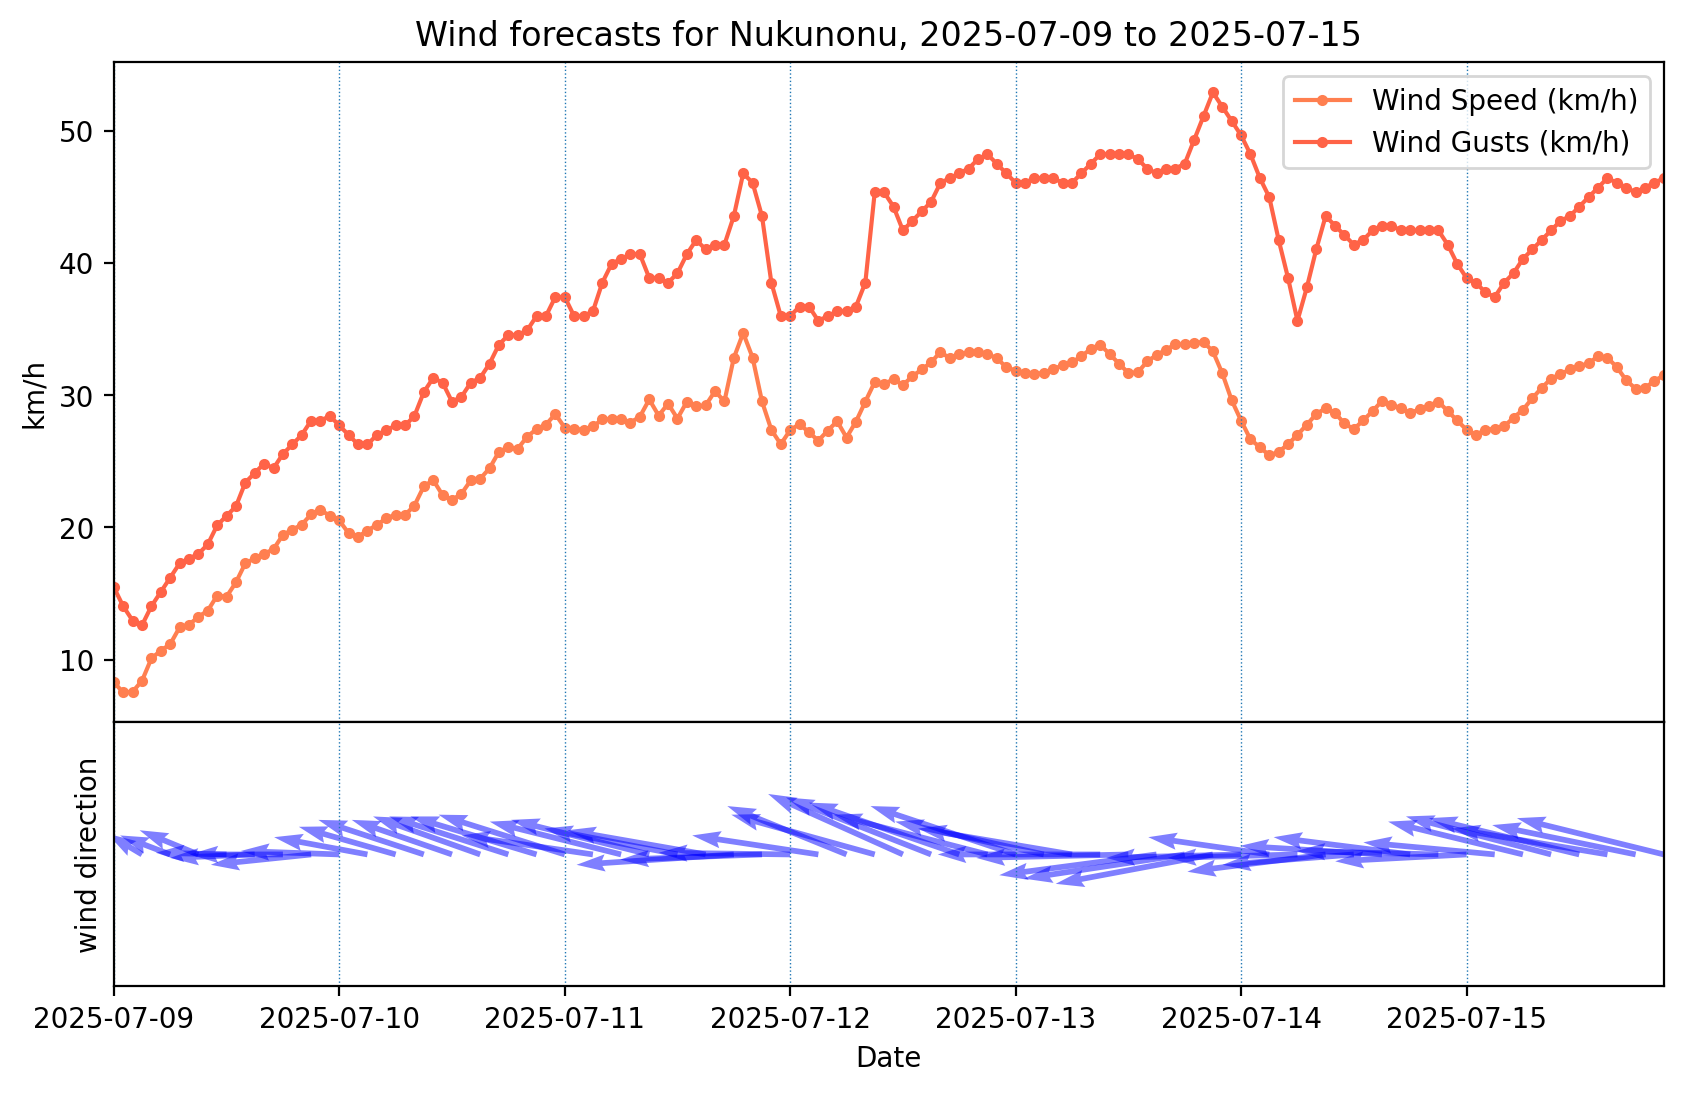 Wind forecasts for Nukunonu, 2025-07-09 to 2025-07-15
Wind Speed (km/h)
Wind Gusts (km/h)
50
40
30
20
10
km/h
wind direction
2025-07-09
2025-07-10
2025-07-11
2025-07-12
2025-07-13
2025-07-14
2025-07-15
Date